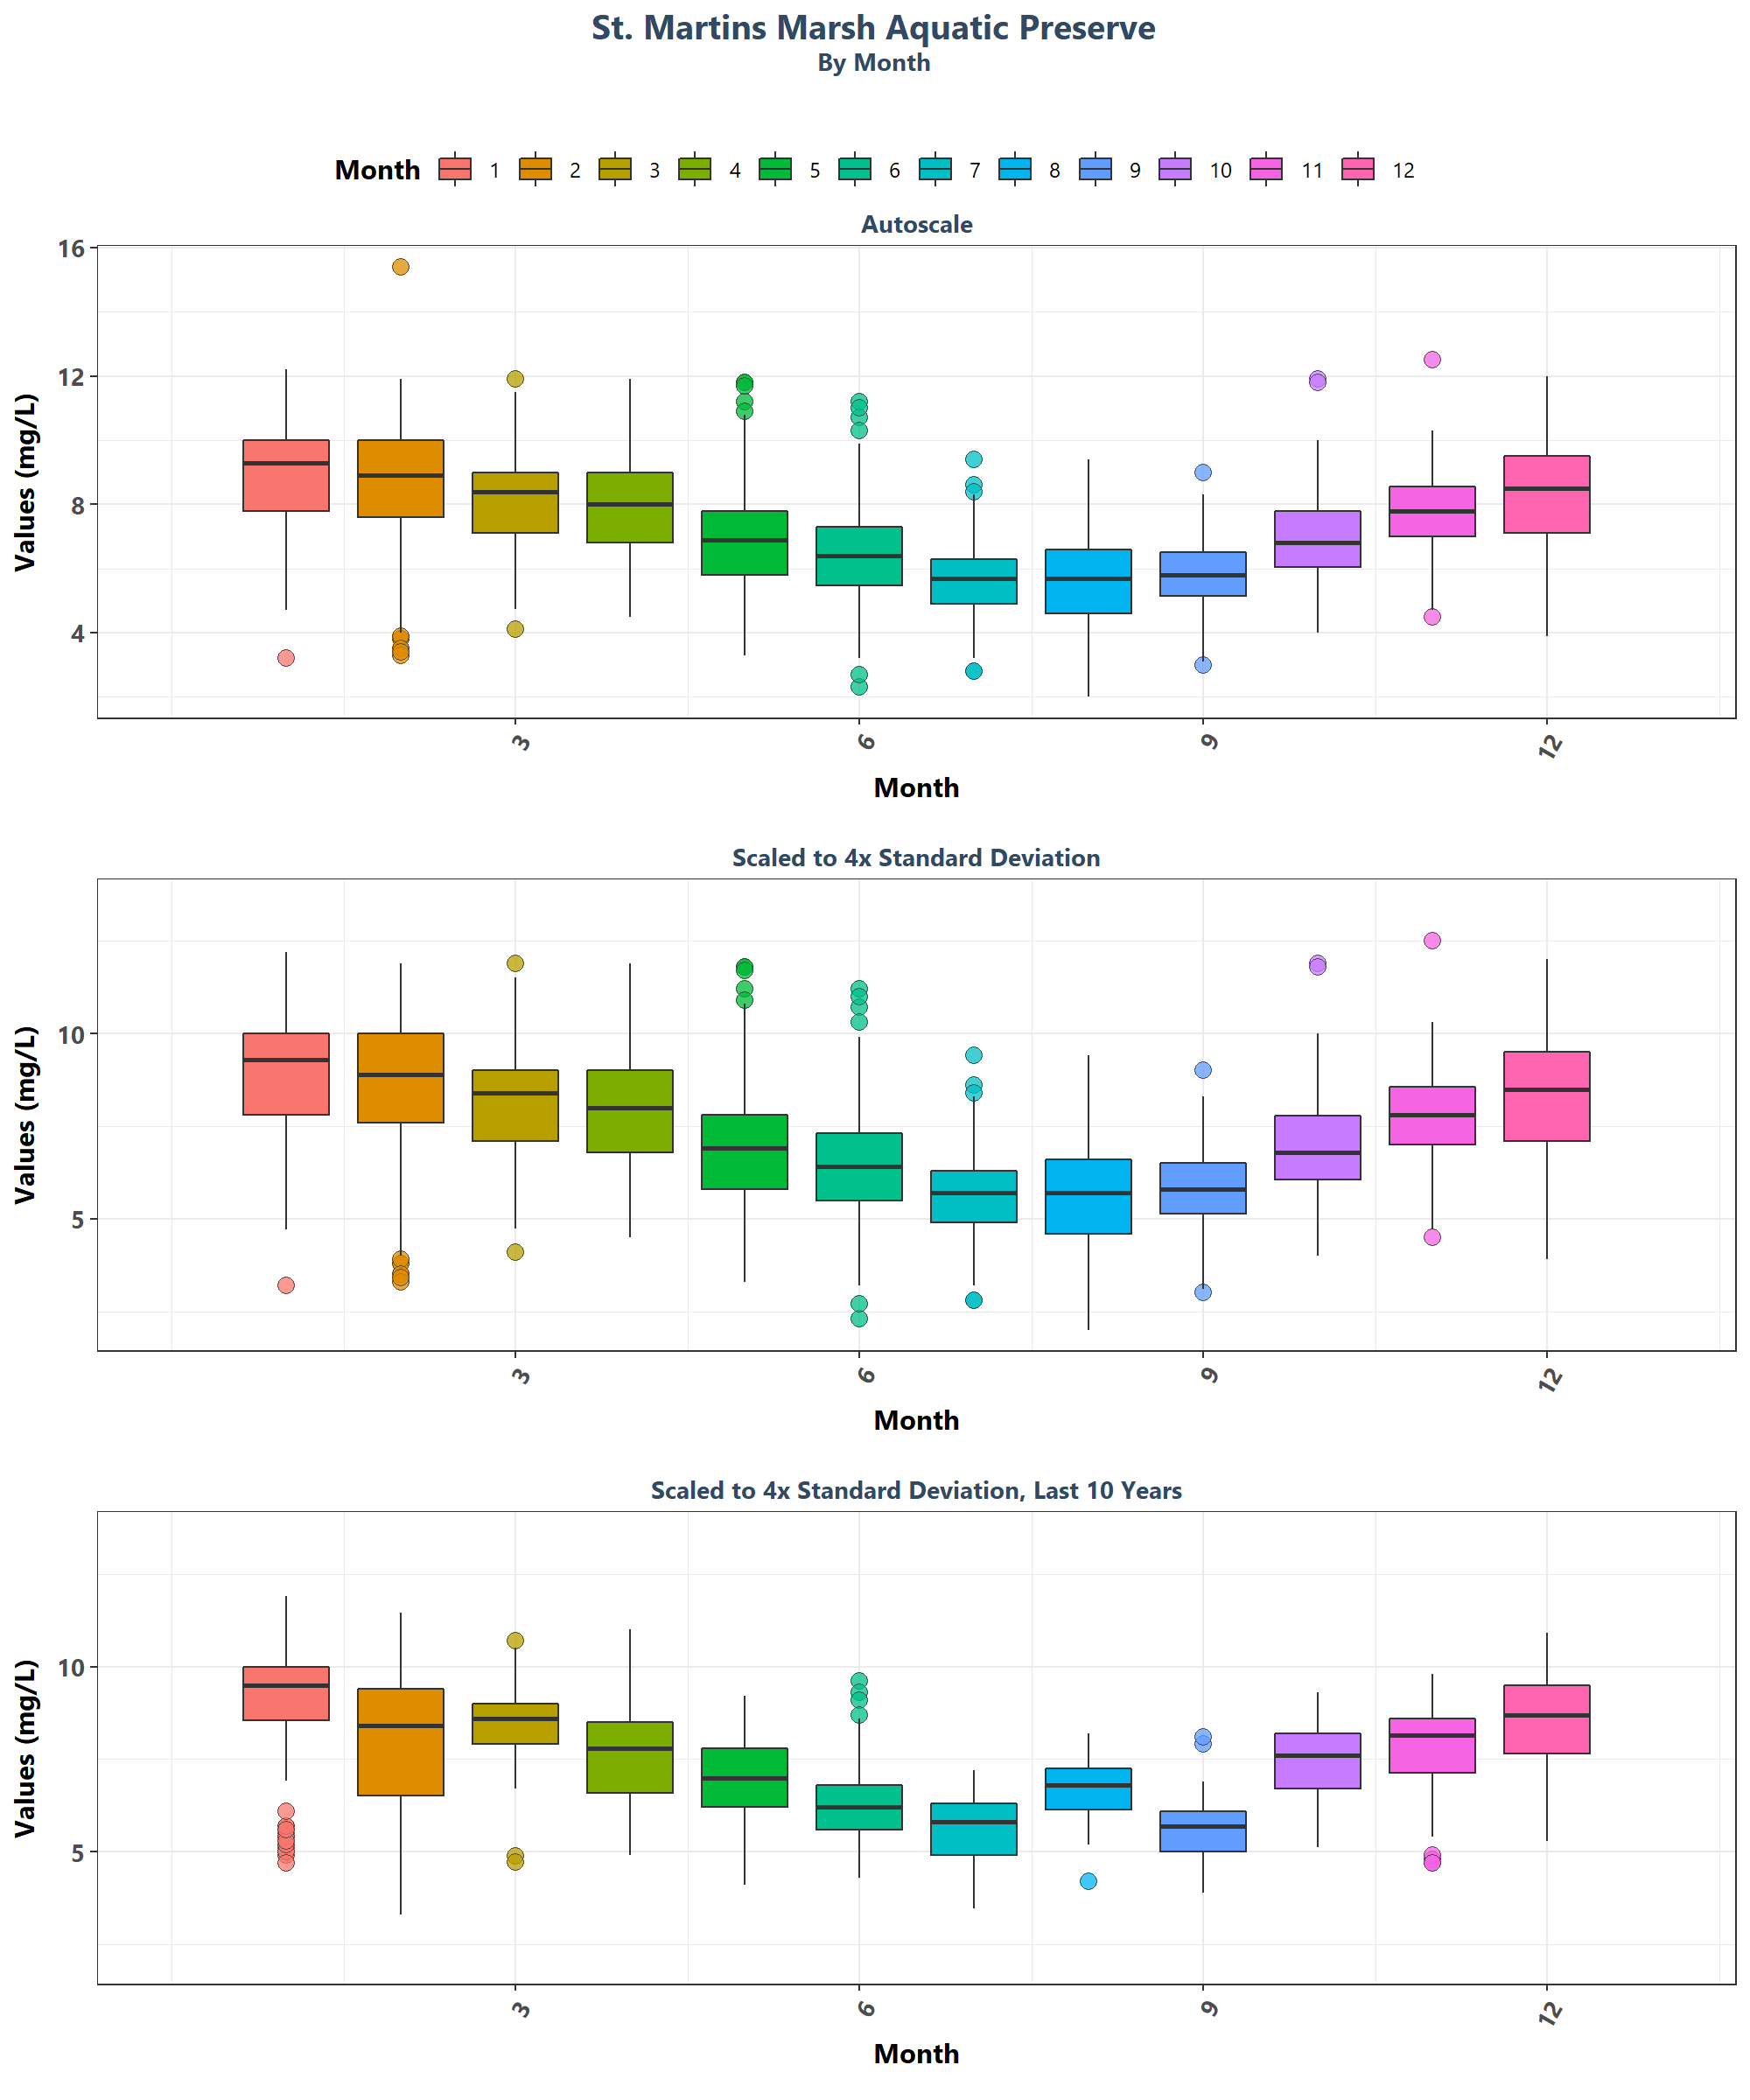 St. Martins Marsh Aquatic Preserve
By Month
Month 1 2 3 4 5 6 7 8 9 10 11 12
Autoscale
Values (mg/L)
16
12
8
4
3 6 9 12
Month
Scaled to 4x Standard Deviation
Values (mg/L)
10
5
3 6 9 12
Month
Scaled to 4x Standard Deviation, Last 10 Years
Values (mg/L)
10
5
3 6 9 12
Month